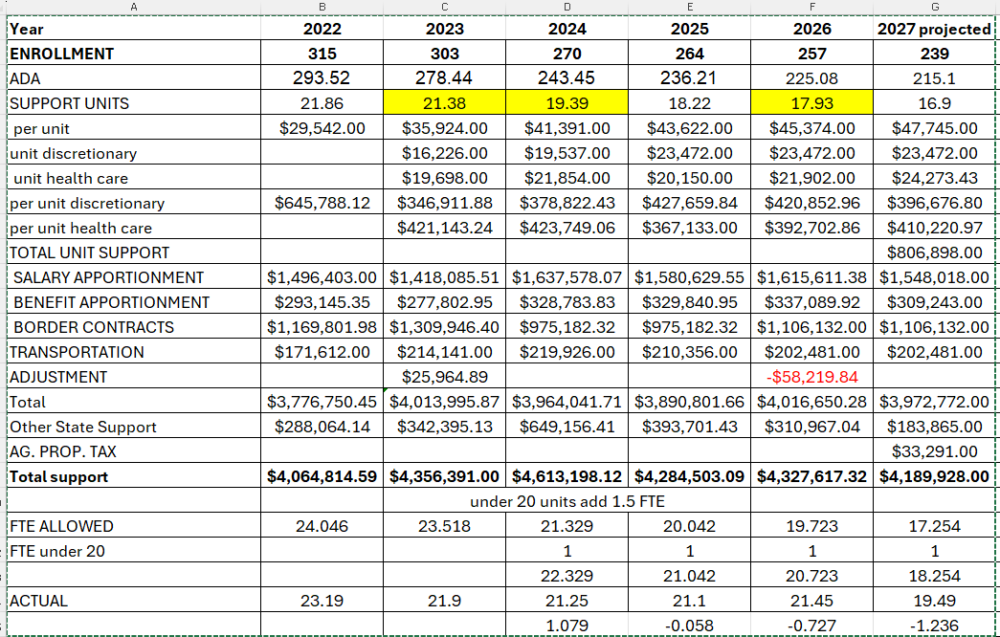 A B C D E F G
Year 2022 2023 2024 2025 2026 2027 projected
ENROLLMENT 315 303 270 264 257 239
ADA 293.52 278.44 243.45 236.21 225.08 215.1
SUPPORT UNITS 21.86 21.38 19.39 18.22 17.93 16.9
per unit $29,542.00 $35,924.00 $41,391.00 $43,622.00 $45,374.00 $47,745.00
unit discretionary $16,226.00 $19,537.00 $23,472.00 $23,472.00 $23,472.00
unit health care $19,698.00 $21,854.00 $20,150.00 $21,902.00 $24,273.43
per unit discretionary $645,788.12 $346,911.88 $378,822.43 $427,659.84 $420,852.96 $396,676.80
per unit health care $421,143.24 $423,749.06 $367,133.00 $392,702.86 $410,220.97
TOTAL UNIT SUPPORT $806,898.00
SALARY APPORTIONMENT $1,496,403.00 $1,418,085.51 $1,637,578.07 $1,580,629.55 $1,615,611.38 $1,548,018.00
BENEFIT APPORTIONMENT $293,145.35 $277,802.95 $328,783.83 $329,840.95 $337,089.92 $309,243.00
BORDER CONTRACTS $1,169,801.98 $1,309,946.40 $975,182.32 $975,182.32 $1,106,132.00 $1,106,132.00
TRANSPORTATION $171,612.00 $214,141.00 $219,926.00 $210,356.00 $202,481.00 $202,481.00
ADJUSTMENT $25,964.89 -$58,219.84
Total $3,776,750.45 $4,013,995.87 $3,964,041.71 $3,890,801.66 $4,016,650.28 $3,972,772.00
Other State Support $288,064.14 $342,395.13 $649,156.41 $393,701.43 $310,967.04 $183,865.00
AG. PROP. TAX $33,291.00
Total support $4,064,814.59 $4,356,391.00 $4,613,198.12 $4,284,503.09 $4,327,617.32 $4,189,928.00
under 20 units add 1.5 FTE
FTE ALLOWED 24.046 23.518 21.329 20.042 19.723 17.254
FTE under 20 1 1 1 1
22.329 21.042 20.723 18.254
ACTUAL 23.19 21.9 21.25 21.1 21.45 19.49
1.079 -0.058 -0.727 -1.236